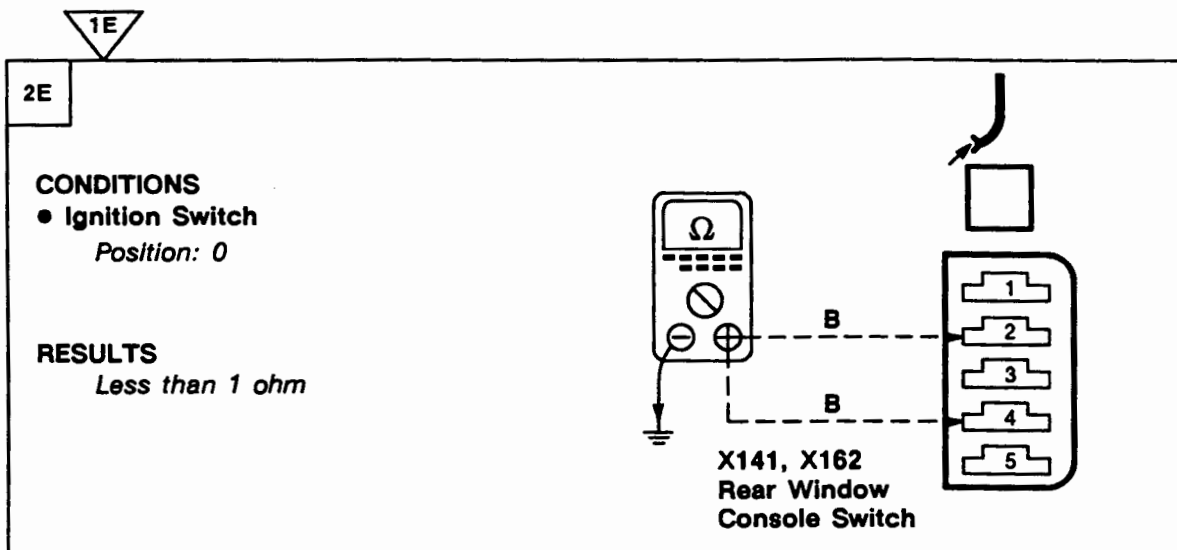 1E
2E
CONDITIONS
● Ignition Switch
Position: 0
RESULTS
Less than 1 ohm
Ω
B
B
X141, X162
Rear Window
Console Switch
1
2
3
4
5